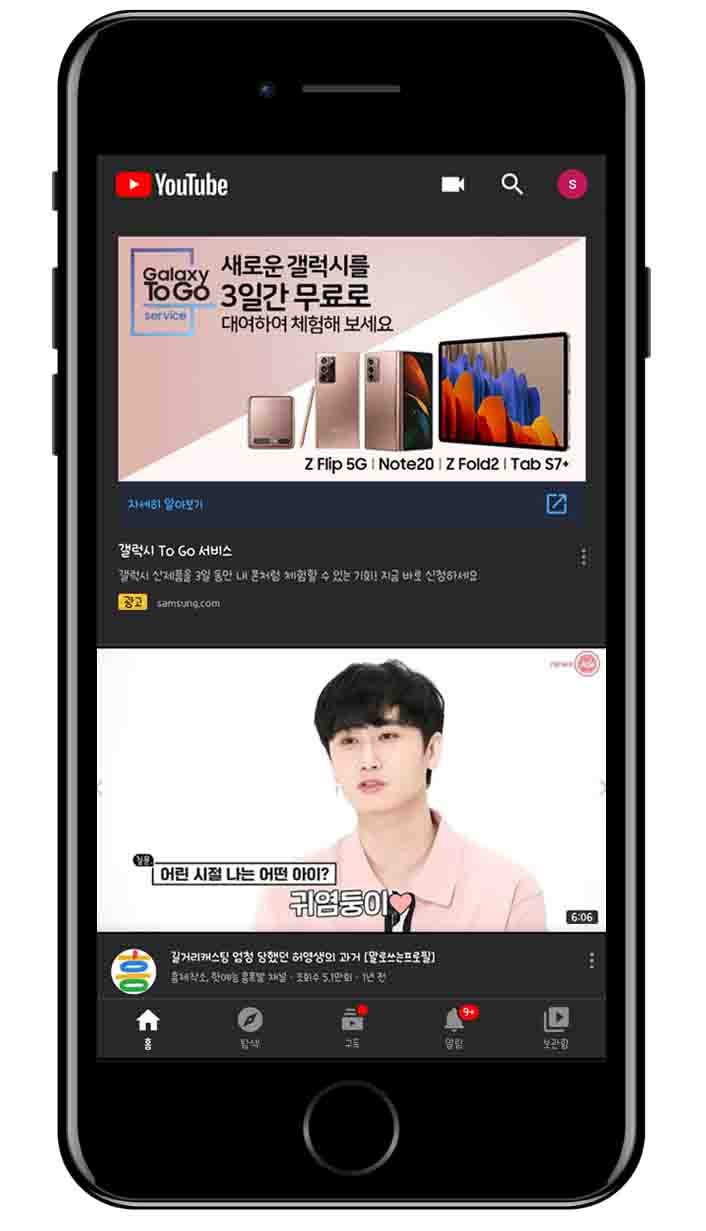 YouTube
S
Galaxy
TO GO
service
새로운 갤럭시를
3일간 무료로
대여하여 체험해 보세요
Z Flip 5G | Note20 | Z Fold2 | Tab S7+
자세히 알아보기
갤럭시 To Go 서비스
갤럭시 신제품을 3일 동안 내 폰처럼 체험할 수 있는 기회! 지금 바로 신청하세요
광고 samsung.com
news Ade
질문
어린 시절 나는 어떤 아이?
귀염둥이
6:06
흥
길거리캐스팅 엄청 당했던 허영생의 과거 [말로쓰는프로필]
흥제작소, 핫예능 흥폭발 채널 · 조회수 5.1만회 · 1년 전
9+
홈 탐색 구독 알림 보관함